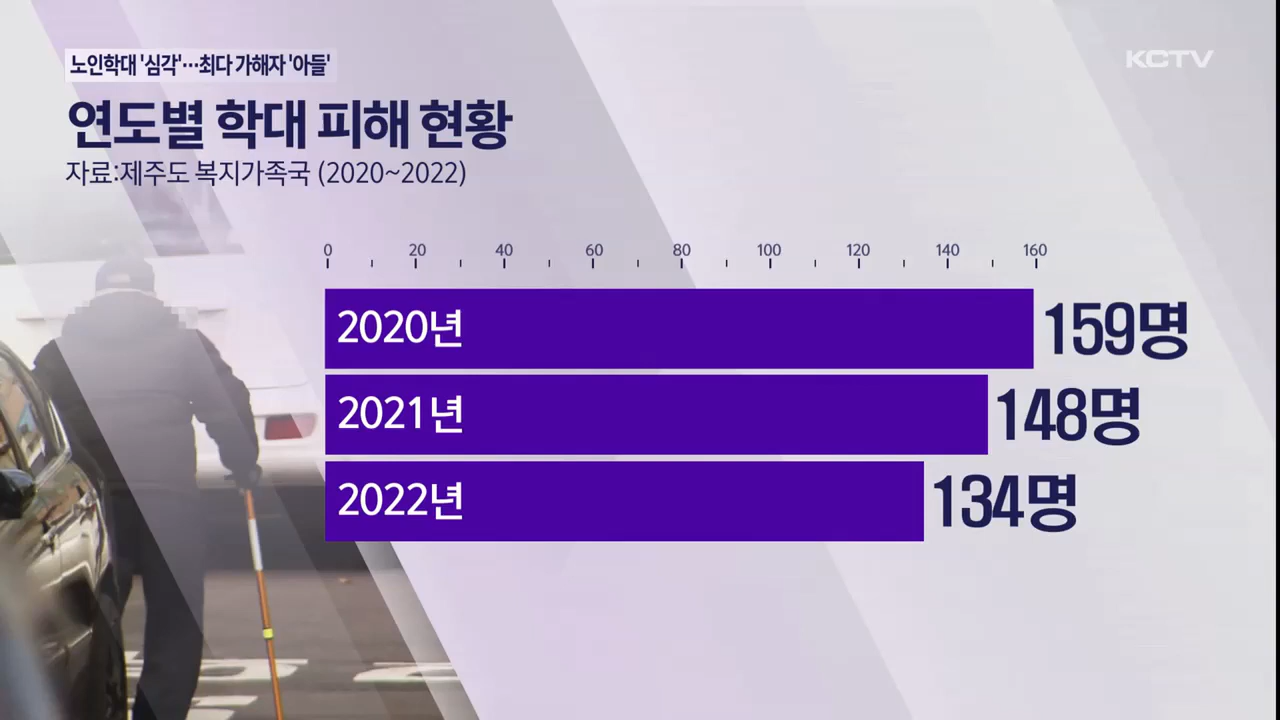 노인학대 '심각'…최다 가해자 '아들'
KCTV
연도별 학대 피해 현황
자료:제주도 복지가족국 (2020~2022)
0 20 40 60 80 100 120 140 160
2020년 159명
2021년 148명
2022년 134명